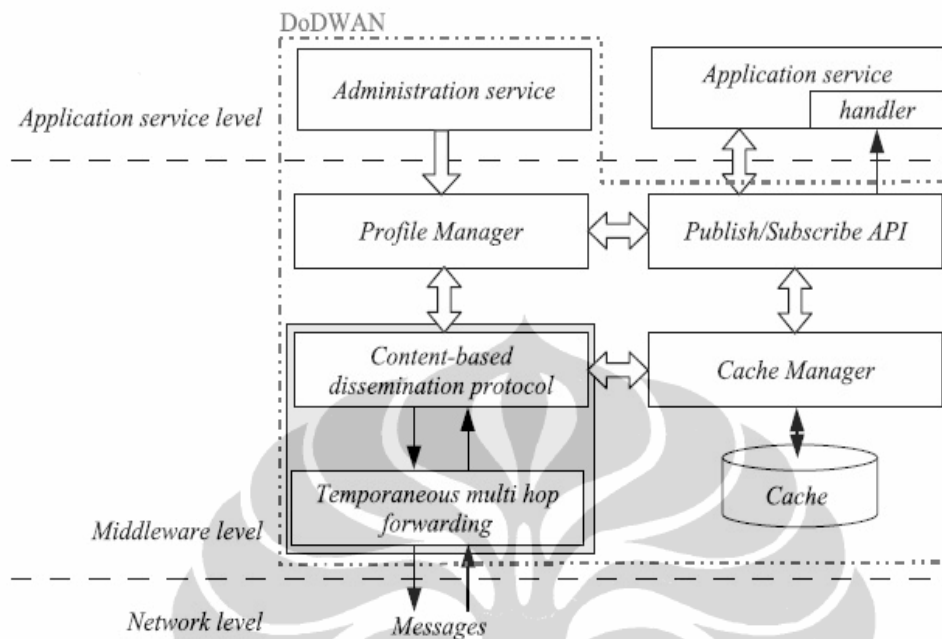 DoDWAN
Administration service
Application service
handler
Application service level
Profile Manager
Publish/Subscribe API
Content-based
dissemination protocol
Cache Manager
Temporaneous multi hop
forwarding
Cache
Middleware level
Network level
Messages